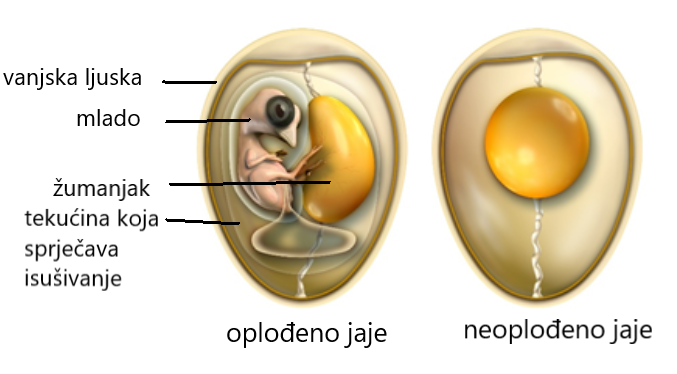 vanjska ljuska
mlado
žumanjak
tekućina koja
sprječava
isušivanje
oplođeno jaje
neoplođeno jaje